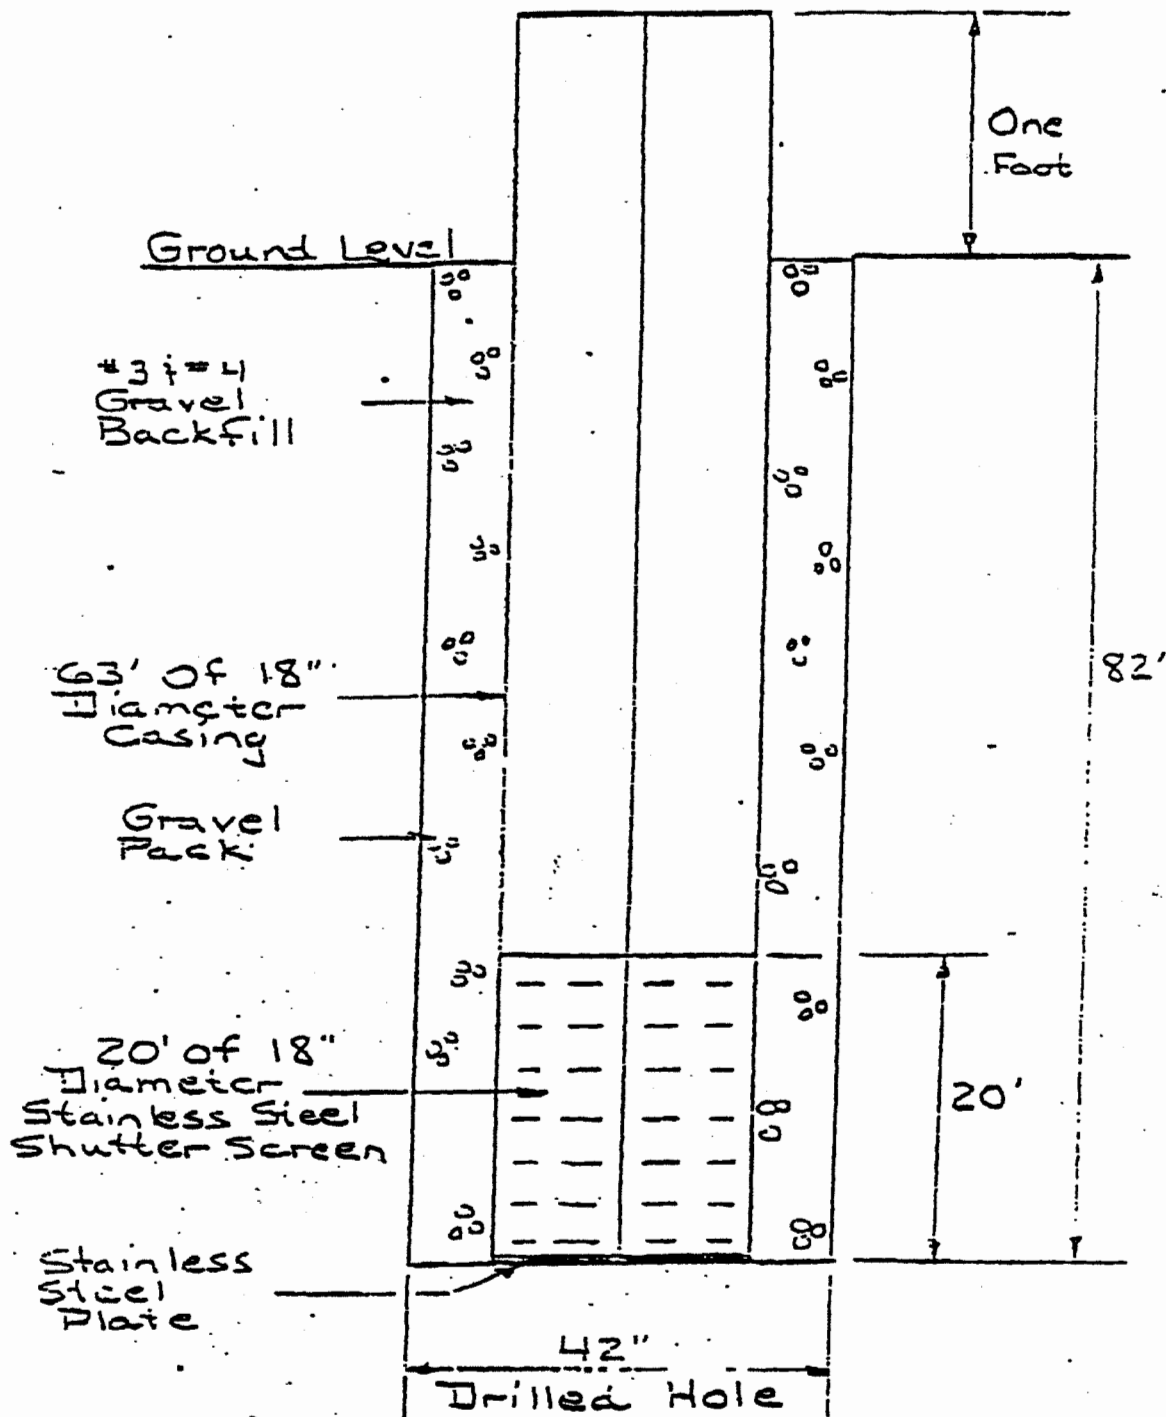 One
Foot
Ground Level
#3 & #4
Gravel
Backfill
63' Of 18"
Diameter
Casing
82'
Gravel
Pack
20' of 18"
Diameter
Stainless Steel
Shutter Screen
20'
Stainless
Steel
Plate
42"
Drilled Hole